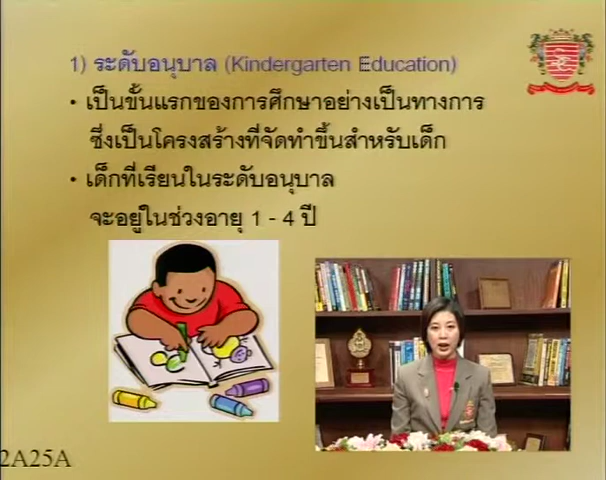 1) ระดับอนุบาล (Kindergarten Education)
• เป็นขั้นแรกของการศึกษาอย่างเป็นทางการ
ซึ่งเป็นโครงสร้างที่จัดทำขึ้นสำหรับเด็ก
• เด็กที่เรียนในระดับอนุบาล
จะอยู่ในช่วงอายุ 1 - 4 ปี
2A25A